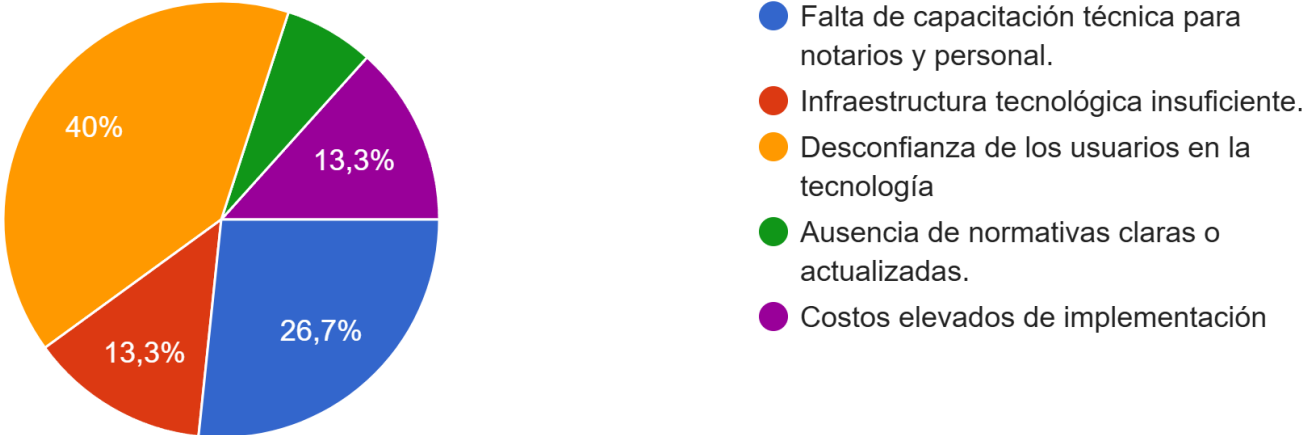 40%
13,3%
13,3%
26,7%
Falta de capacitación técnica para
notarios y personal.
Infraestructura tecnológica insuficiente.
Desconfianza de los usuarios en la
tecnología
Ausencia de normativas claras o
actualizadas.
Costos elevados de implementación